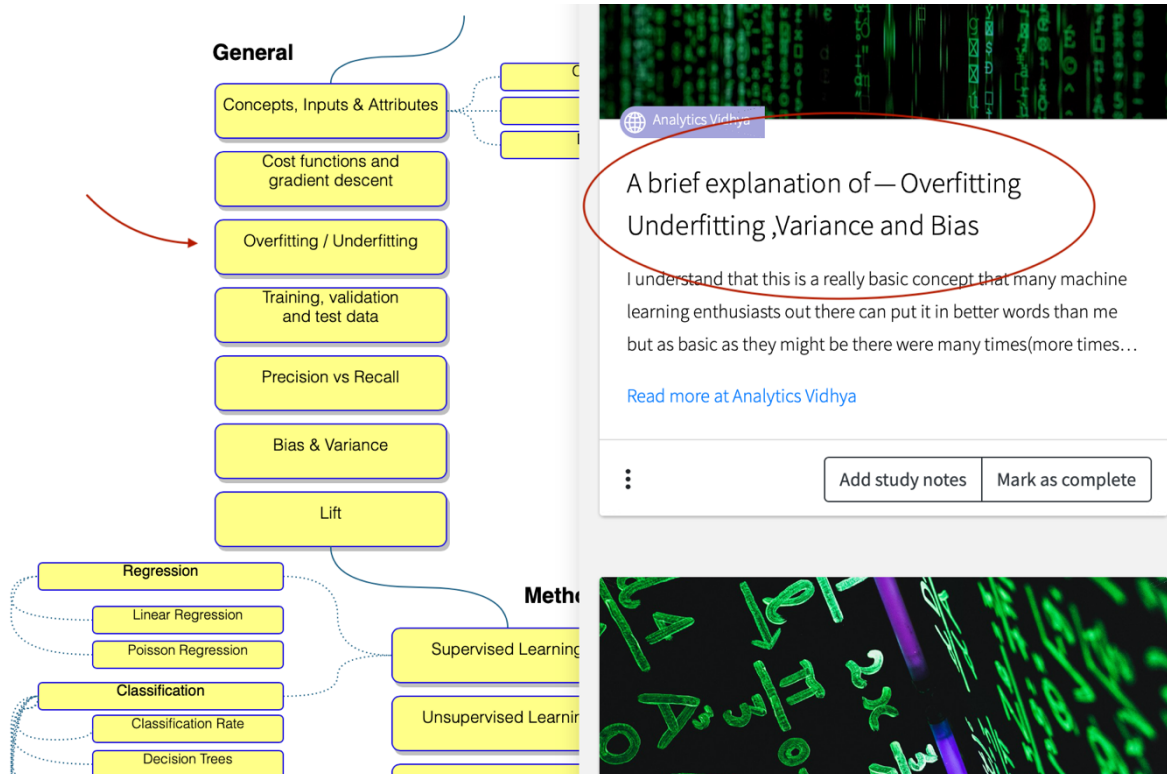 General
Concepts, Inputs & Attributes
Cost functions and
gradient descent
Overfitting / Underfitting
Training, validation
and test data
Precision vs Recall
Bias & Variance
Lift
Regression
Linear Regression
Poisson Regression
Classification
Classification Rate
Decision Trees
Supervised Learning
Analytics Vidhya
A brief explanation of — Overfitting
Underfitting ,Variance and Bias
I understand that this is a really basic concept that many machine
learning enthusiasts out there can put it in better words than me
but as basic as they might be there were many times(more times…
Read more at Analytics Vidhya
Add study notes
Mark as complete